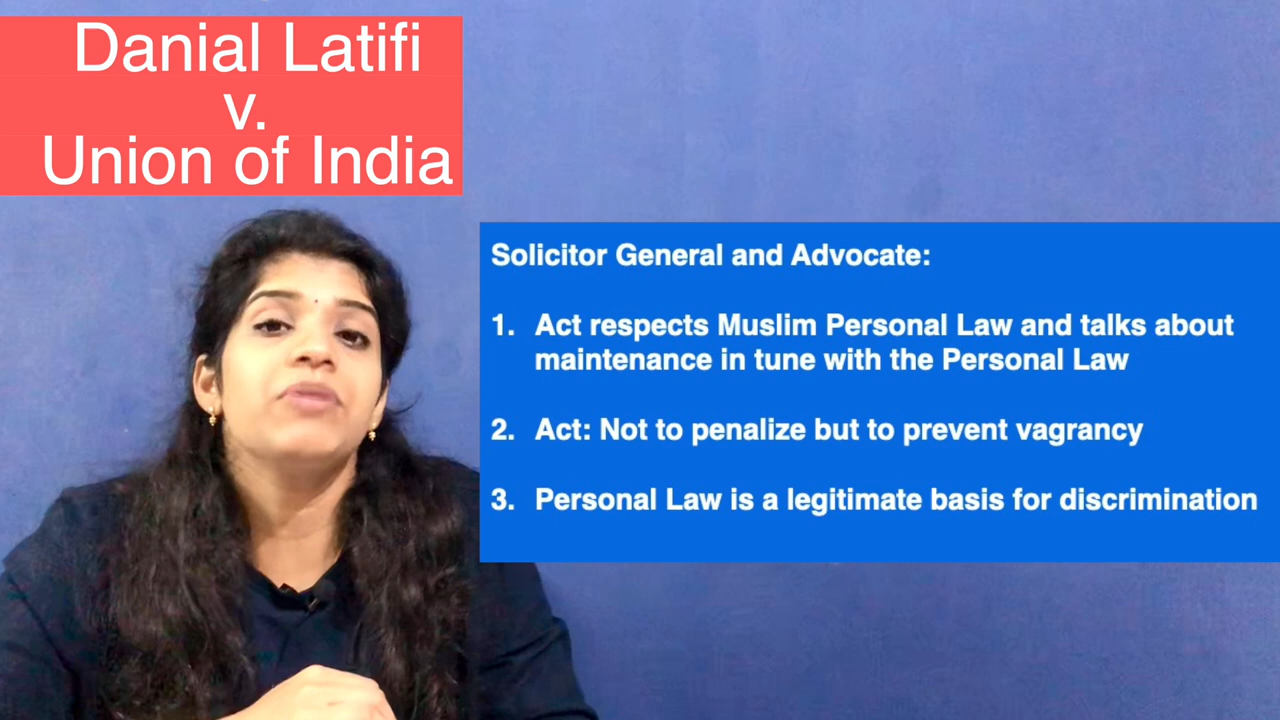 Danial Latifi
v.
Union of India
Solicitor General and Advocate:
1. Act respects Muslim Personal Law and talks about
maintenance in tune with the Personal Law
2. Act: Not to penalize but to prevent vagrancy
3. Personal Law is a legitimate basis for discrimination